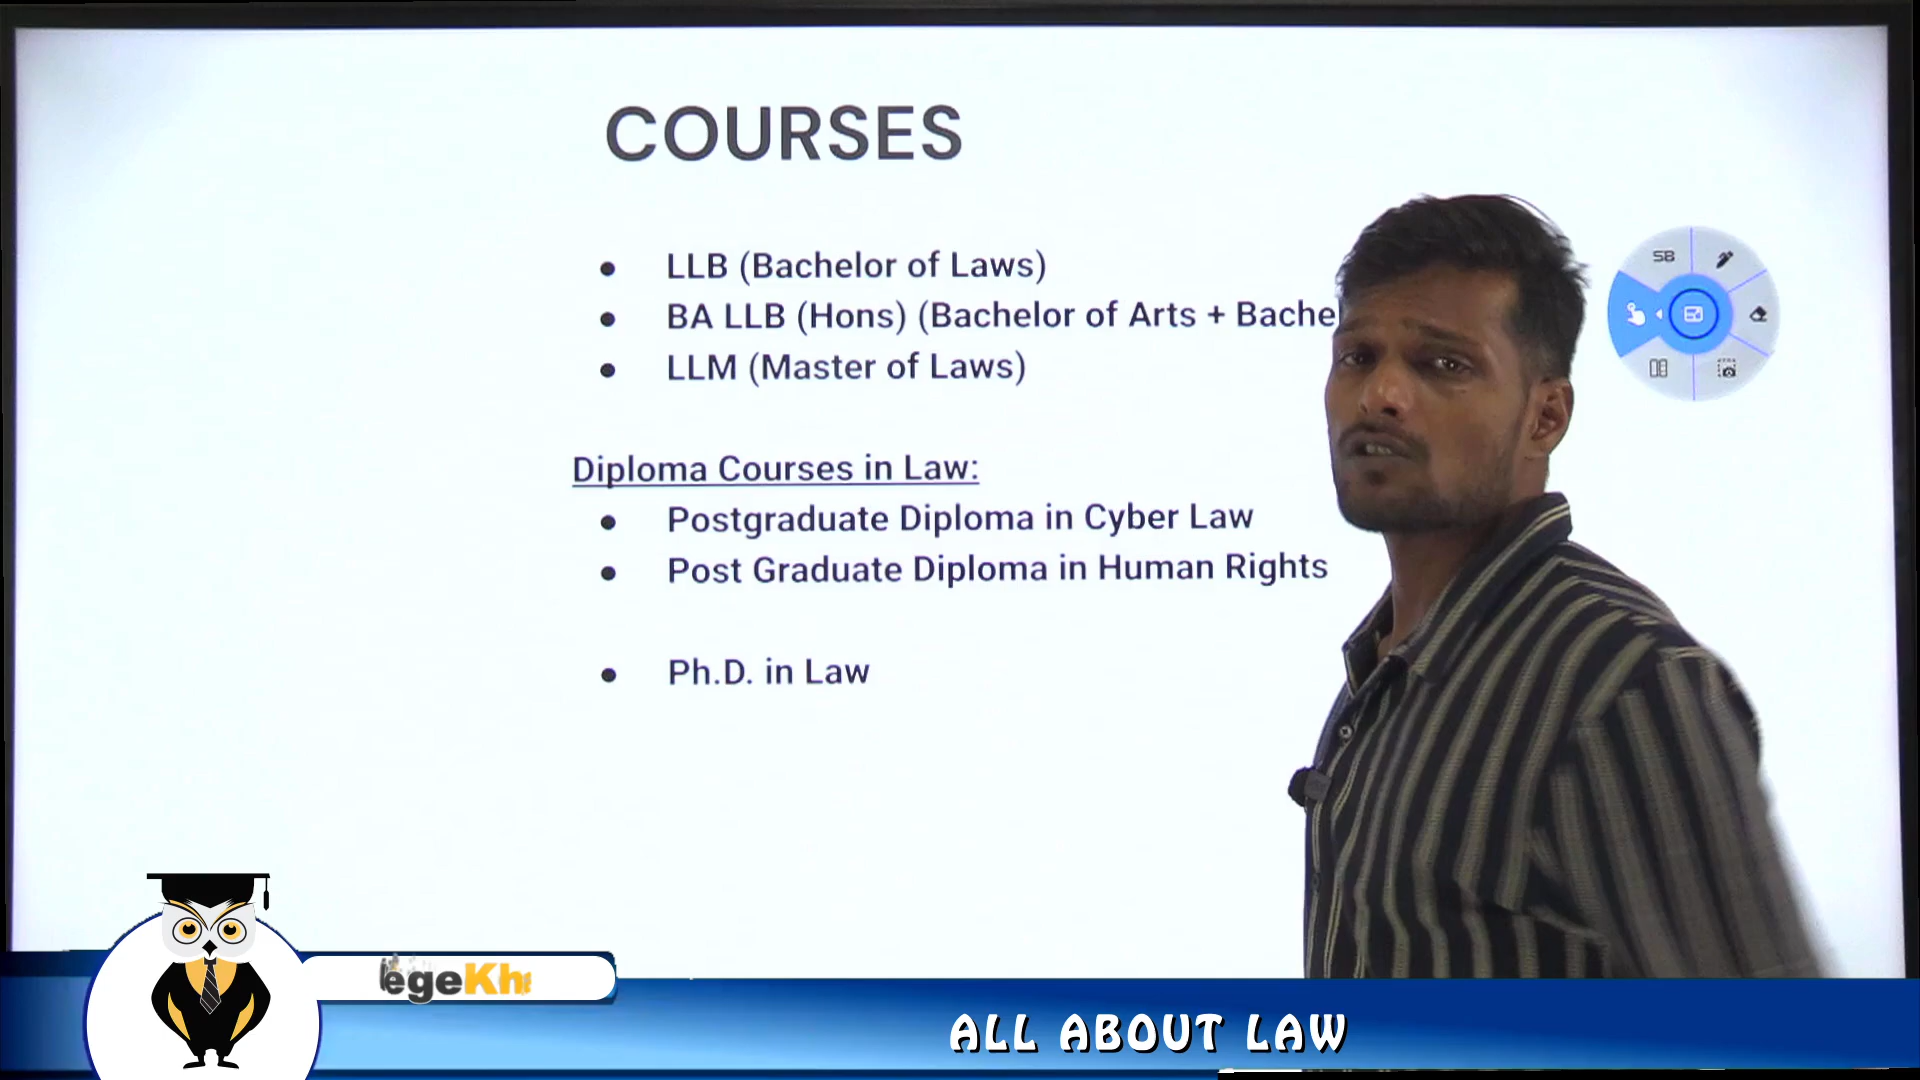 COURSES
● LLB (Bachelor of Laws)
● BA LLB (Hons) (Bachelor of Arts +
● LLM (Master of Laws)
Diploma Courses in Law:
● Postgraduate Diploma in Cyber Law
● Post Graduate Diploma in Human Rights
● Ph.D. in Law
SB
egeKh
ALL ABOUT LAW